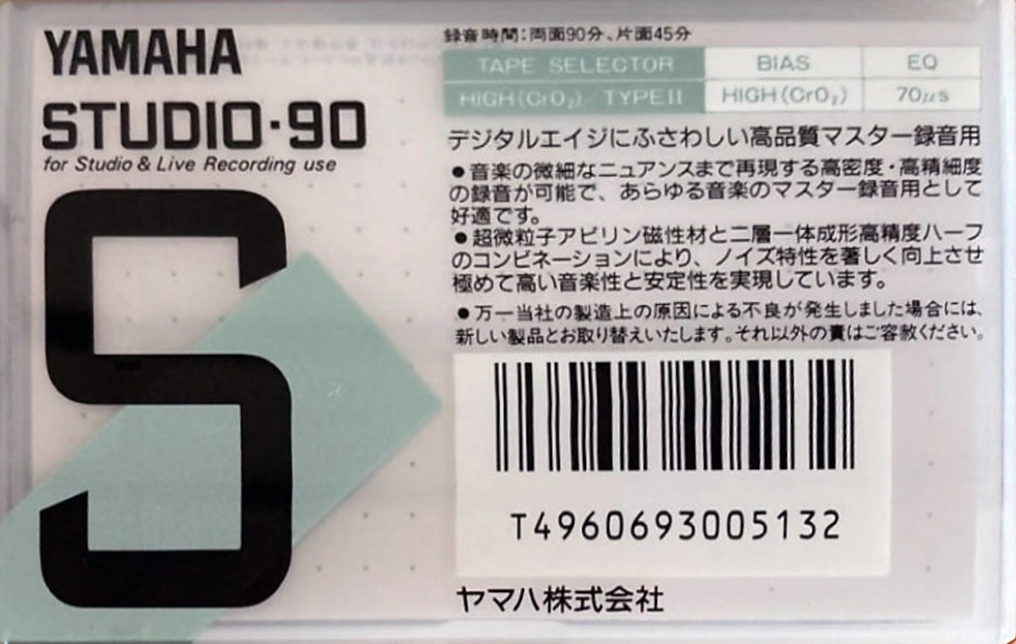 YAMAHA
STUDIO・90
for Studio & Live Recording use
S
録音時間:両面90分、片面45分
TAPE SELECTOR BIAS EQ
HIGH(CrO₂)/TYPEII HIGH(CrO₂) 70μs
デジタルエイジにふさわしい高品質マスター録音用
●音楽の微細なニュアンスまで再現する高密度・高精細度
の録音が可能で、あらゆる音楽のマスター録音用として
好適です。
●超微粒子アビリン磁性材と二層一体成形高精度ハーフ
のコンビネーションにより、ノイズ特性を著しく向上させ
極めて高い音楽性と安定性を実現しています。
●万一当社の製造上の原因による不良が発生しました場合には、
新しい製品とお取り替えいたします。それ以外の責はご容赦ください。
T4960693005132
ヤマハ株式会社